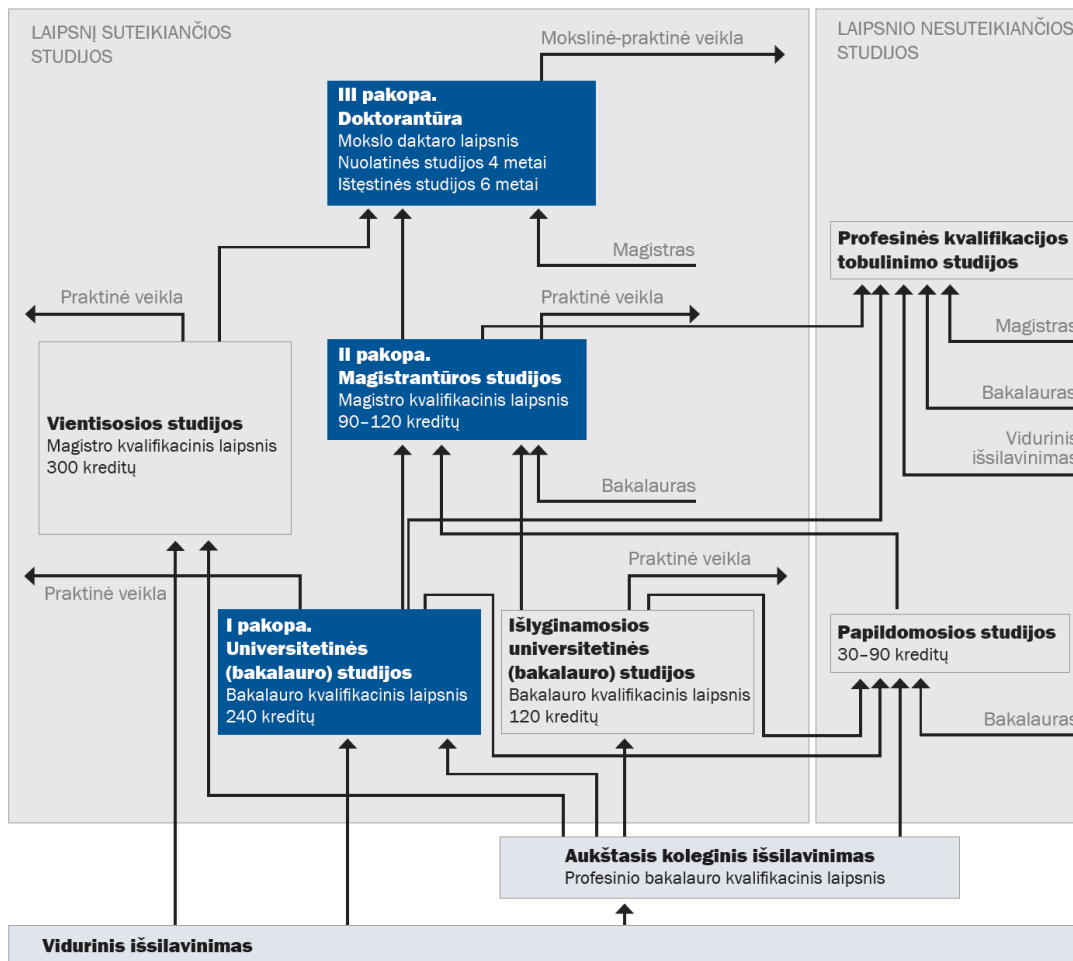 LAIPSNĮ SUTEIKIANČIOS
STUDIJOS
Mokslinė-praktinė veikla
LAIPSNIO NESUTEIKIANČIOS
STUDIJOS
III pakopa.
Doktorantūra
Mokslo daktaro laipsnis
Nuolatinės studijos 4 metai
Ištęstinės studijos 6 metai
Magistras
Profesinės kvalifikacijos
tobulinimo studijos
Praktinė veikla
Praktinė veikla
Magistras
II pakopa.
Magistrantūros studijos
Magistro kvalifikacinis laipsnis
90–120 kreditų
Bakalauras
Vientisosios studijos
Magistro kvalifikacinis laipsnis
300 kreditų
Vidurinis
išsilavinimas
Bakalauras
Praktinė veikla
Praktinė veikla
I pakopa.
Universitetinės
(bakalauro) studijos
Bakalauro kvalifikacinis laipsnis
240 kreditų
Išlyginamosios
universitetinės
(bakalauro) studijos
Bakalauro kvalifikacinis laipsnis
120 kreditų
Papildomosios studijos
30–90 kreditų
Bakalauras
Aukštasis koleginis išsilavinimas
Profesinio bakalauro kvalifikacinis laipsnis
Vidurinis išsilavinimas